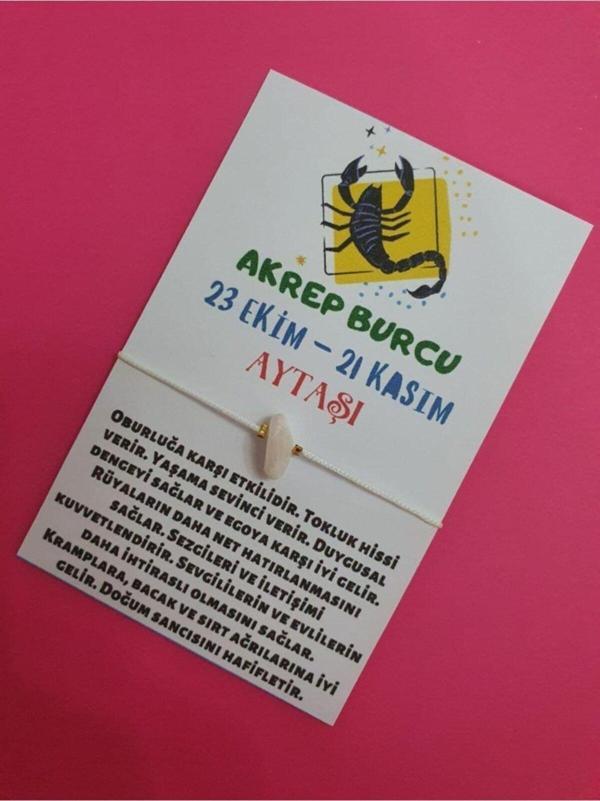 AKREP BURCU
23 EKİM – 21 KASIM
AYTAŞI
OBURLUĞA KARŞI ETKİLİDİR. TOKLUK HİSSİ
VERİR. YAŞAMA SEVİNCİ VERİR. DUYGUSAL
DENGEYİ SAĞLAR VE EGOYA KARŞI İYİ GELİR.
RÜYALARIN DAHA NET HATIRLANMASINI
SAĞLAR. SEZGİLERİ VE İLETİŞİMİ
KUVVETLENDİRİR. SEVGİLİLERİN VE EVLİLERİN
DAHA İHTİRASLI OLMASINI SAĞLAR.
KRAMPLARA, BACAK VE SIRT AĞRILARINA İYİ
GELİR. DOĞUM SANCISINI HAFİFLETİR.